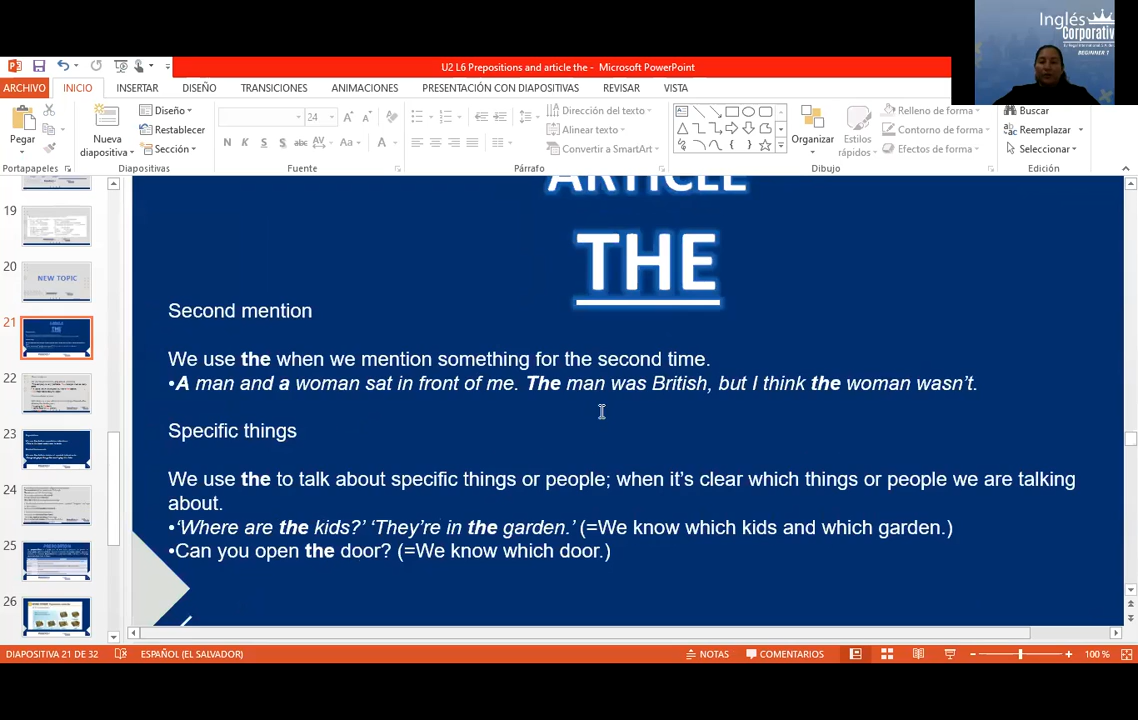 Inglés
Corporativo
BEGINNER 1
U2 L6 Prepositions and article the - Microsoft PowerPoint
ARCHIVO INICIO INSERTAR DISEÑO TRANSICIONES ANIMACIONES PRESENTACIÓN CON DIAPOSITIVAS REVISAR VISTA
Pegar
Nueva diapositiva
Diseño
Restablecer
Sección
24
N K S S abc AV Aa A
Dirección del texto
Alinear texto
Convertir a SmartArt
Organizar
Estilos rápidos
Relleno de forma
Contorno de forma
Efectos de forma
Buscar
Reemplazar
Seleccionar
Portapapeles Diapositivas Fuente Párrafo Dibujo Edición
19
20
NEW TOPIC
21
22
23
24
25
26
ARTICLE
THE
Second mention
We use the when we mention something for the second time.
•A man and a woman sat in front of me. The man was British, but I think the woman wasn't.
Specific things
We use the to talk about specific things or people; when it's clear which things or people we are talking
about.
•'Where are the kids?' 'They're in the garden.' (=We know which kids and which garden.)
•Can you open the door? (=We know which door.)
DIAPOSITIVA 21 DE 32 ESPAÑOL (EL SALVADOR) NOTAS COMENTARIOS 100 %